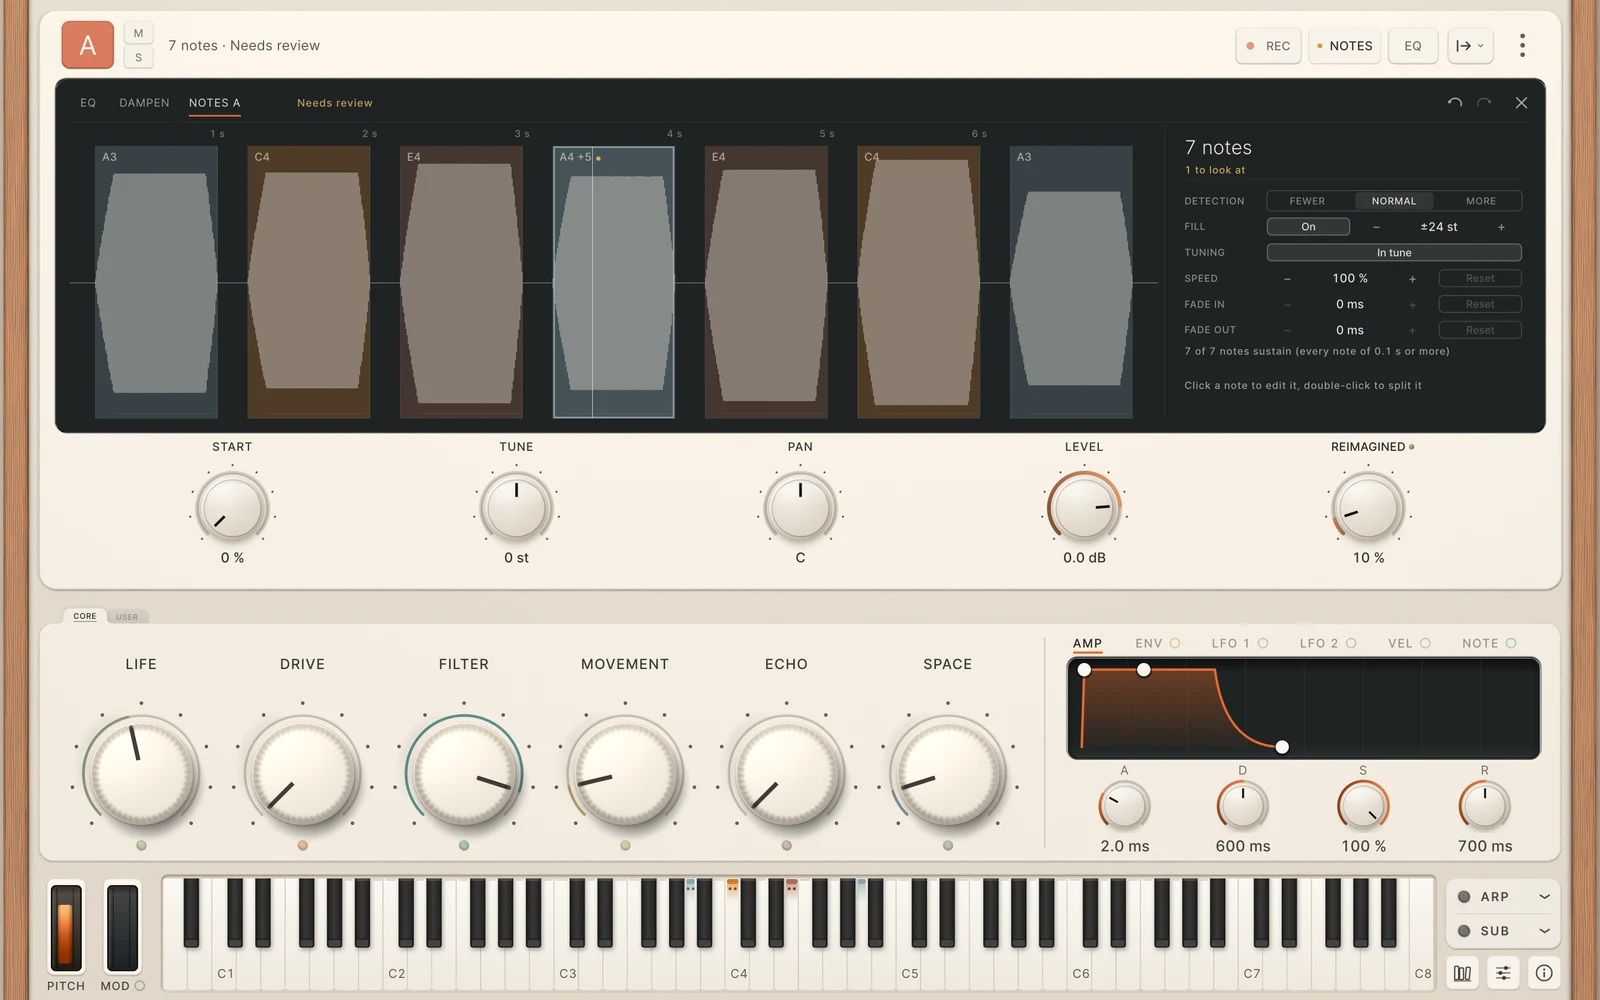 A
M
S
7 notes · Needs review
REC
NOTES
EQ
EQ
DAMPEN
NOTES A
Needs review
1 s
2 s
3 s
4 s
5 s
6 s
A3
C4
E4
A4 +5
E4
C4
A3
7 notes
1 to look at
DETECTION
FEWER
NORMAL
MORE
FILL
On
− ±24 st +
TUNING
In tune
SPEED
− 100 % +
Reset
FADE IN
− 0 ms +
Reset
FADE OUT
− 0 ms +
Reset
7 of 7 notes sustain (every note of 0.1 s or more)
Click a note to edit it, double-click to split it
START
TUNE
PAN
LEVEL
REIMAGINED
0 %
0 st
C
0.0 dB
10 %
CORE
USER
LIFE
DRIVE
FILTER
MOVEMENT
ECHO
SPACE
AMP
ENV
LFO 1
LFO 2
VEL
NOTE
A
D
S
R
2.0 ms
600 ms
100 %
700 ms
PITCH
MOD
C1
C2
C3
C4
C5
C6
C7
C8
ARP
SUB